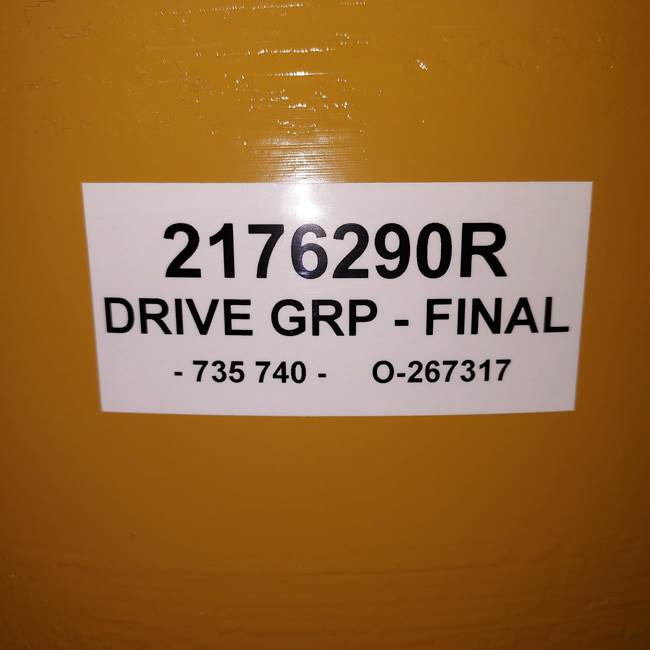 2176290R
DRIVE GRP - FINAL
- 735 740 - O-267317